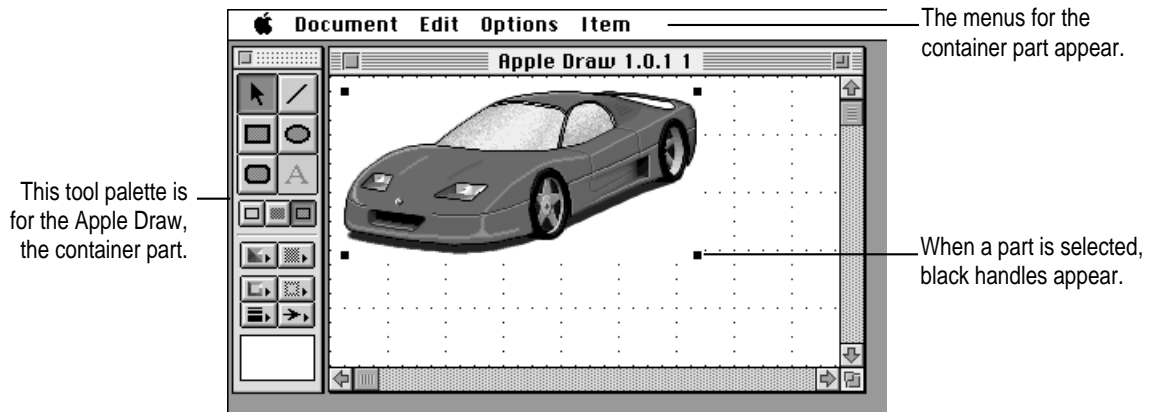 Document Edit Options Item
The menus for the
container part appear.
Apple Draw 1.0.1 1
A
This tool palette is
for the Apple Draw,
the container part.
When a part is selected,
black handles appear.